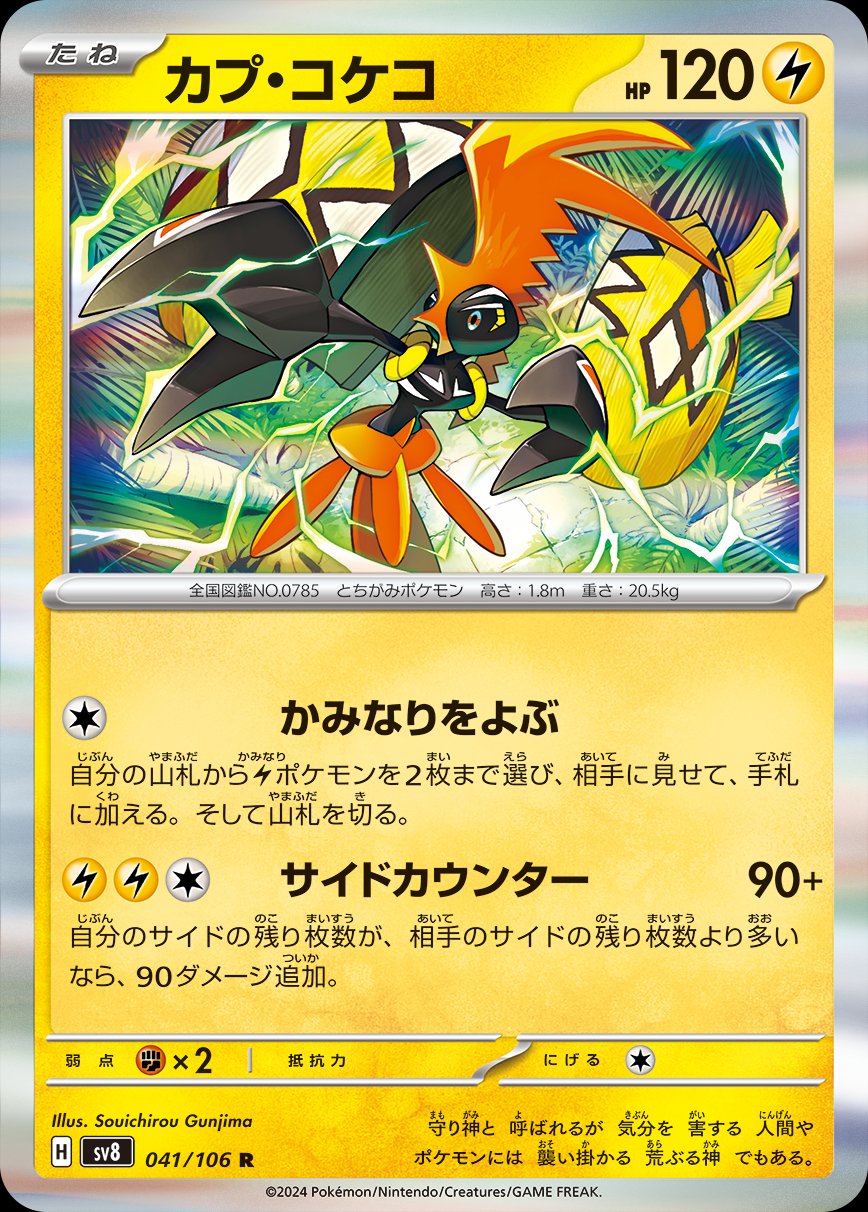 たね
カプ・コケコ
HP 120
全国図鑑NO.0785 とちがみポケモン 高さ：1.8m 重さ：20.5kg
かみなりをよぶ
自分の山札からポケモンを2枚まで選び、相手に見せて、手札
に加える。そして山札を切る。
サイドカウンター 90+
自分のサイドの残り枚数が、相手のサイドの残り枚数より多い
なら、90ダメージ追加。
弱点 ×2 抵抗力 にげる
Illus. Souichirou Gunjima
守り神と 呼ばれるが 気分を 害する 人間や
ポケモンには 襲い掛かる 荒ぶる神 でもある。
H sv8 041/106 R
©2024 Pokémon/Nintendo/Creatures/GAME FREAK.